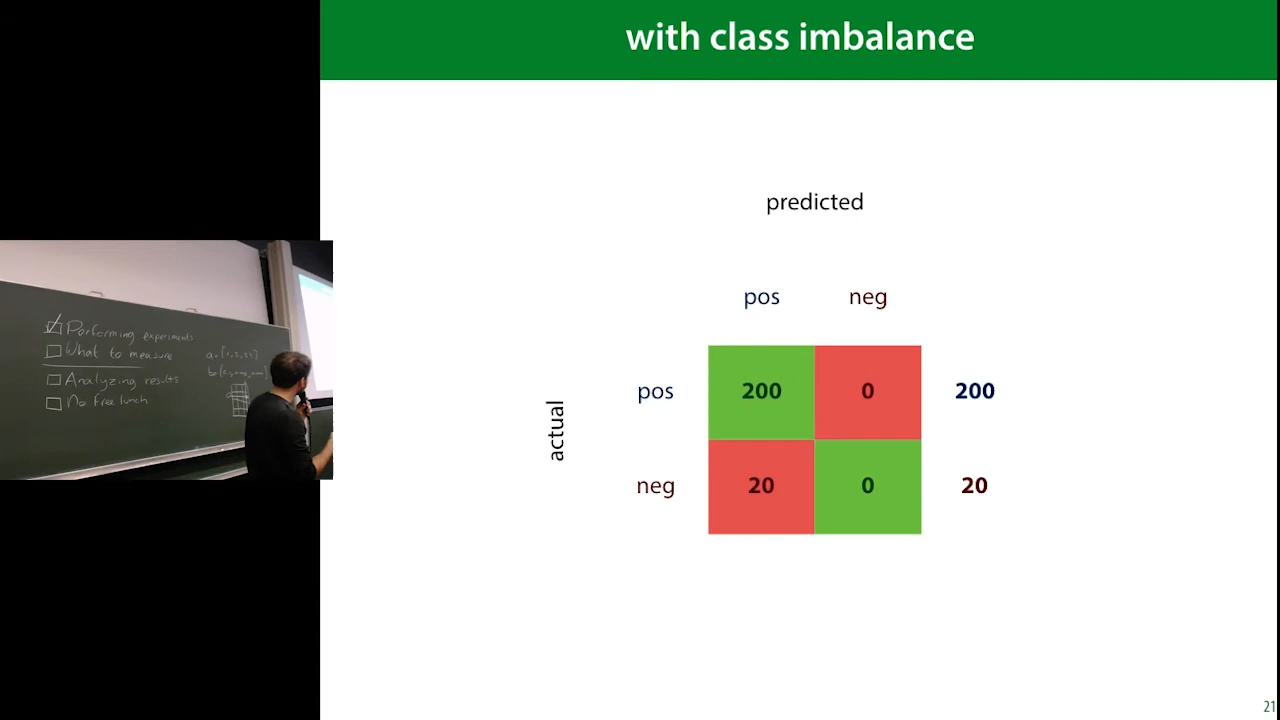 with class imbalance
predicted
pos neg
actual
pos 200 0 200
neg 20 0 20
21
Performing experiments
What to measure
Analyzing results
No free lunch